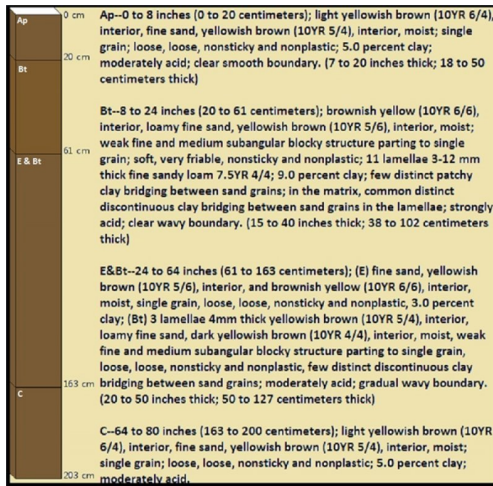 Ap
0 cm
Ap--0 to 8 inches (0 to 20 centimeters); light yellowish brown (10YR 6/4),
interior, fine sand, yellowish brown (10YR 5/4), interior, moist; single
grain; loose, loose, nonsticky and nonplastic; 5.0 percent clay;
moderately acid; clear smooth boundary. (7 to 20 inches thick; 18 to 50
centimeters thick)
20 cm
Bt
Bt--8 to 24 inches (20 to 61 centimeters); brownish yellow (10YR 6/6),
interior, loamy fine sand, yellowish brown (10YR 5/6), interior, moist;
weak fine and medium subangular blocky structure parting to single
grain; soft, very friable, nonsticky and nonplastic; 11 lamellae 3-12 mm
thick fine sandy loam 7.5YR 4/4; 9.0 percent clay; few distinct patchy
clay bridging between sand grains; in the matrix, common distinct
discontinuous clay bridging between sand grains in the lamellae; strongly
acid; clear wavy boundary. (15 to 40 inches thick; 38 to 102 centimeters
thick)
61 cm
E & Bt
E&Bt--24 to 64 inches (61 to 163 centimeters); (E) fine sand, yellowish
brown (10YR 5/6), interior, and brownish yellow (10YR 6/6), interior,
moist, single grain, loose, loose, nonsticky and nonplastic, 3.0 percent
clay; (Bt) 3 lamellae 4mm thick yellowish brown (10YR 5/4), interior,
loamy fine sand, dark yellowish brown (10YR 4/4), interior, moist, weak
fine and medium subangular blocky structure parting to single grain,
loose, loose, nonsticky and nonplastic, few distinct discontinuous clay
bridging between sand grains; moderately acid; gradual wavy boundary.
(20 to 50 inches thick; 50 to 127 centimeters thick)
163 cm
C
C--64 to 80 inches (163 to 200 centimeters); light yellowish brown (10YR
6/4), interior, fine sand, yellowish brown (10YR 5/4), interior, moist;
single grain; loose, loose, nonsticky and nonplastic; 5.0 percent clay;
moderately acid.
203 cm